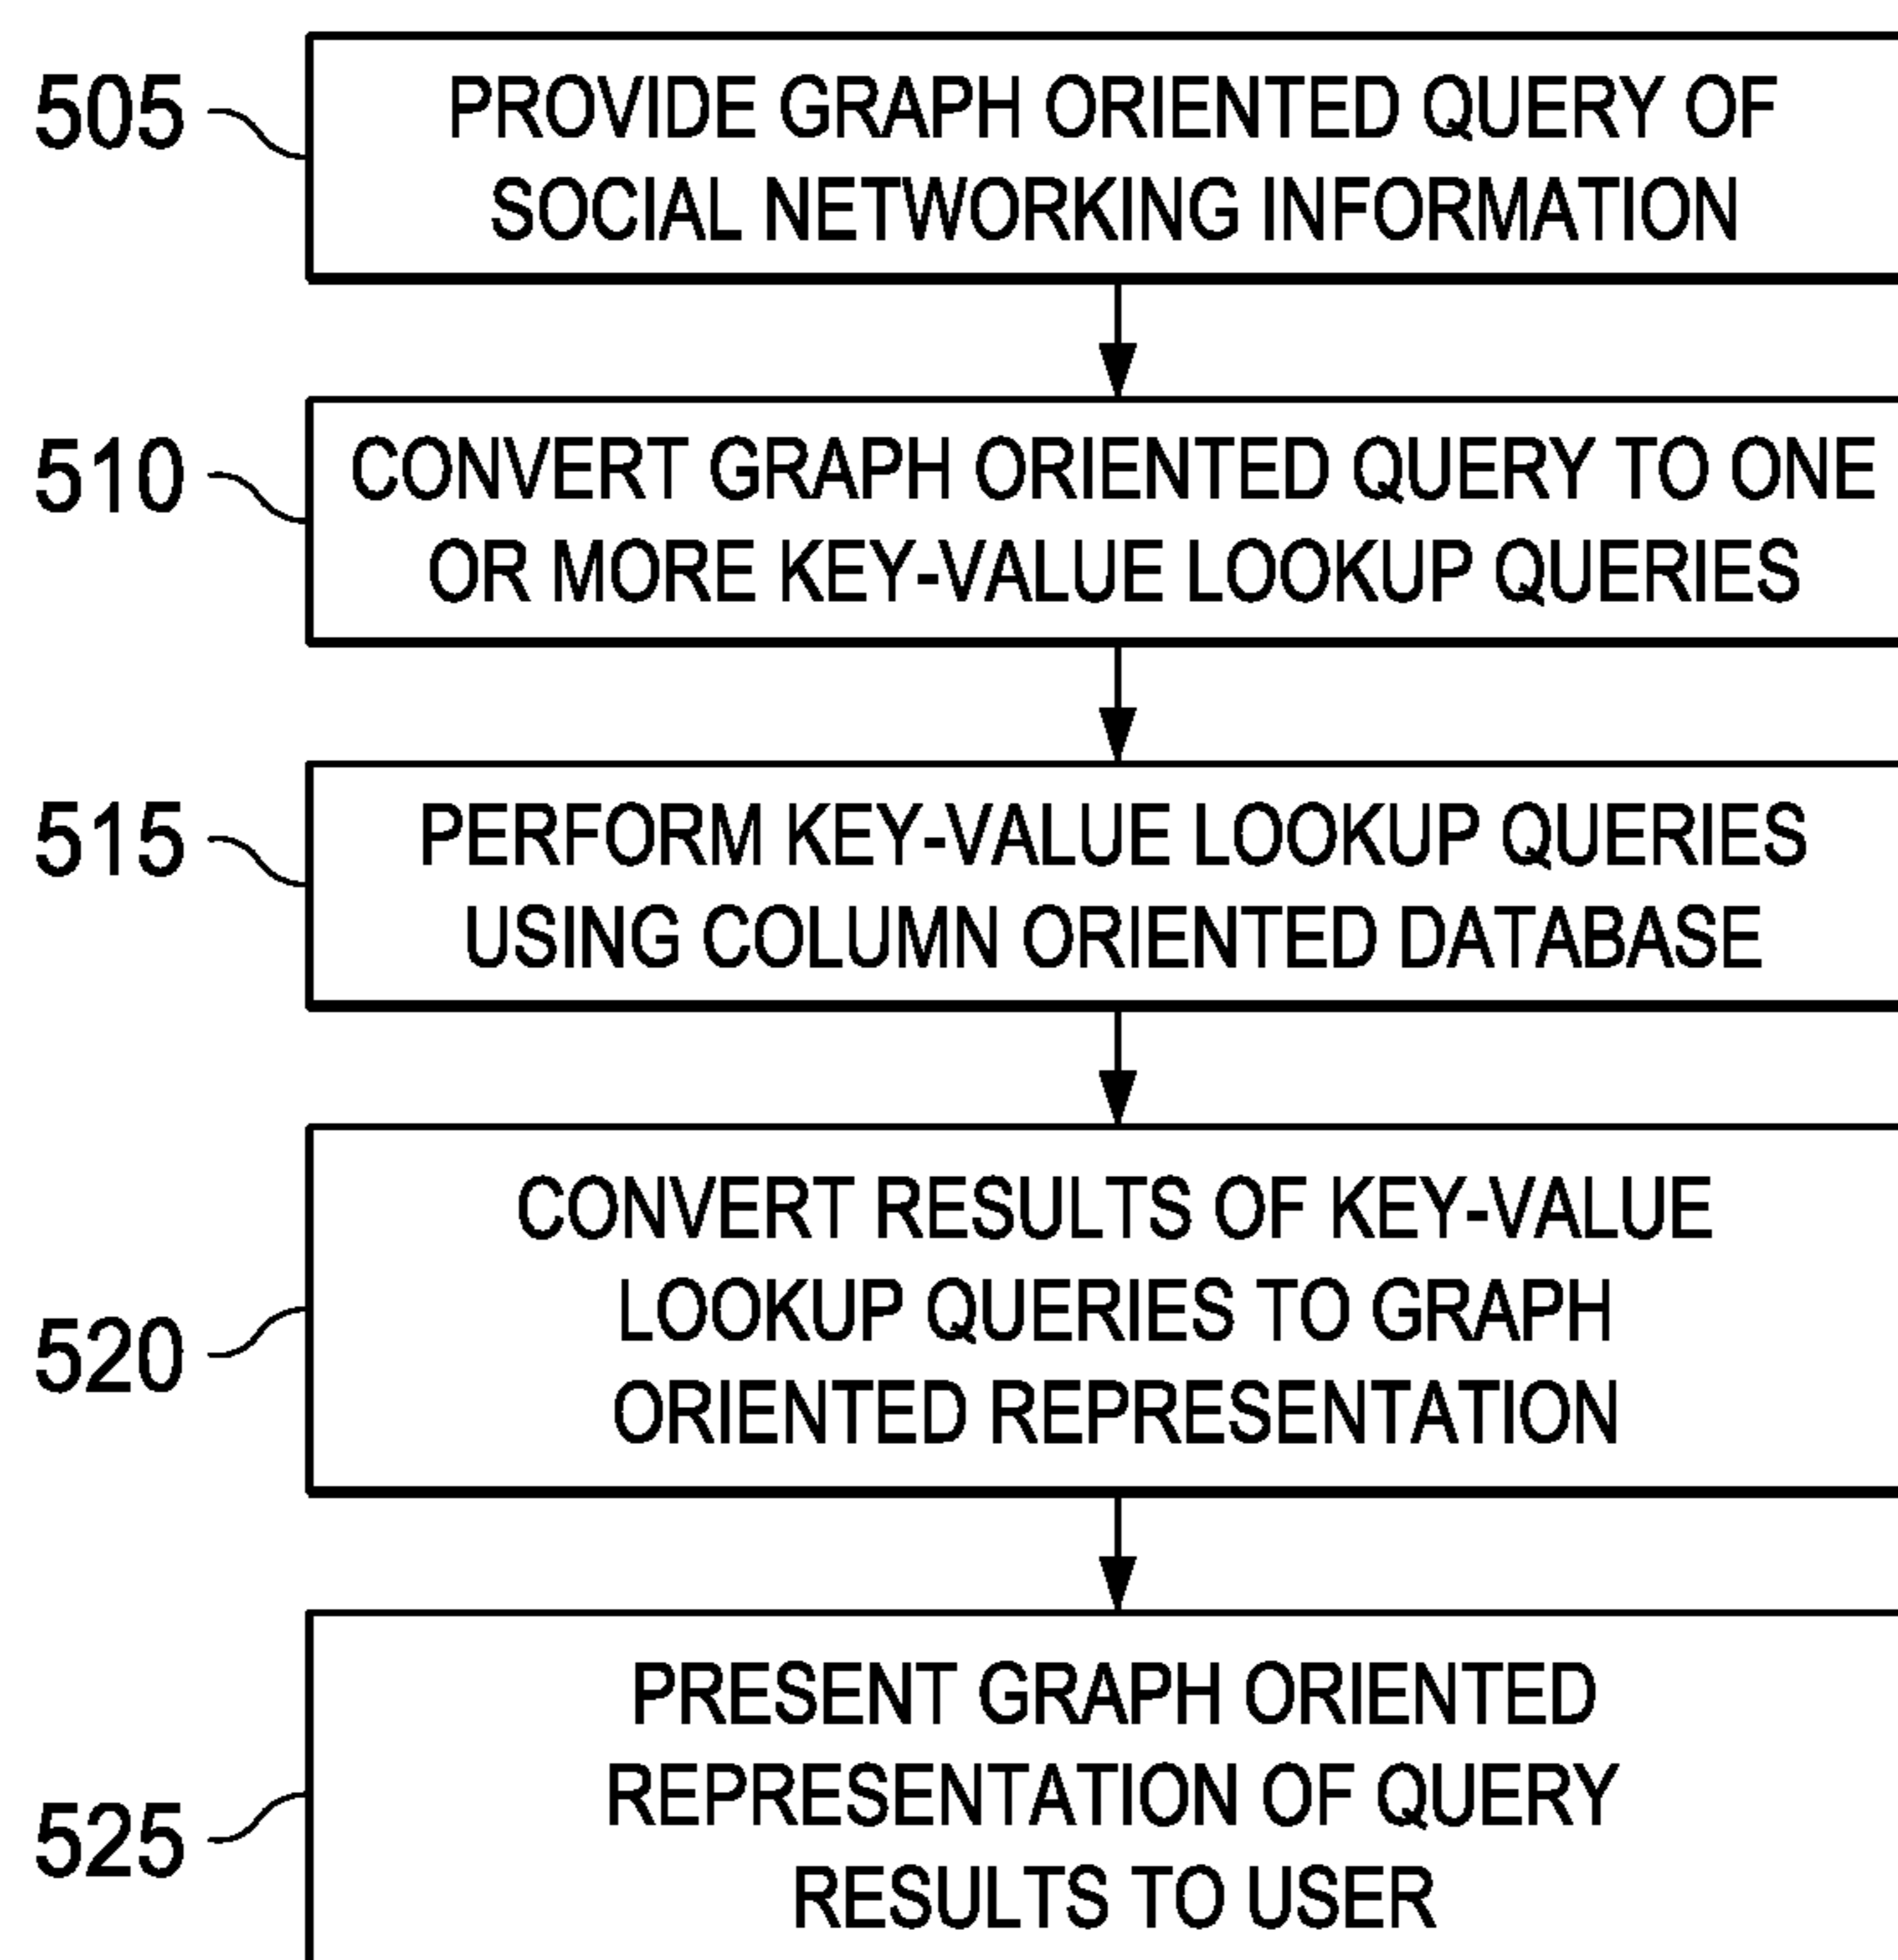 505
PROVIDE GRAPH ORIENTED QUERY OF
SOCIAL NETWORKING INFORMATION
510
CONVERT GRAPH ORIENTED QUERY TO ONE
OR MORE KEY-VALUE LOOKUP QUERIES
515
PERFORM KEY-VALUE LOOKUP QUERIES
USING COLUMN ORIENTED DATABASE
520
CONVERT RESULTS OF KEY-VALUE
LOOKUP QUERIES TO GRAPH
ORIENTED REPRESENTATION
525
PRESENT GRAPH ORIENTED
REPRESENTATION OF QUERY
RESULTS TO USER